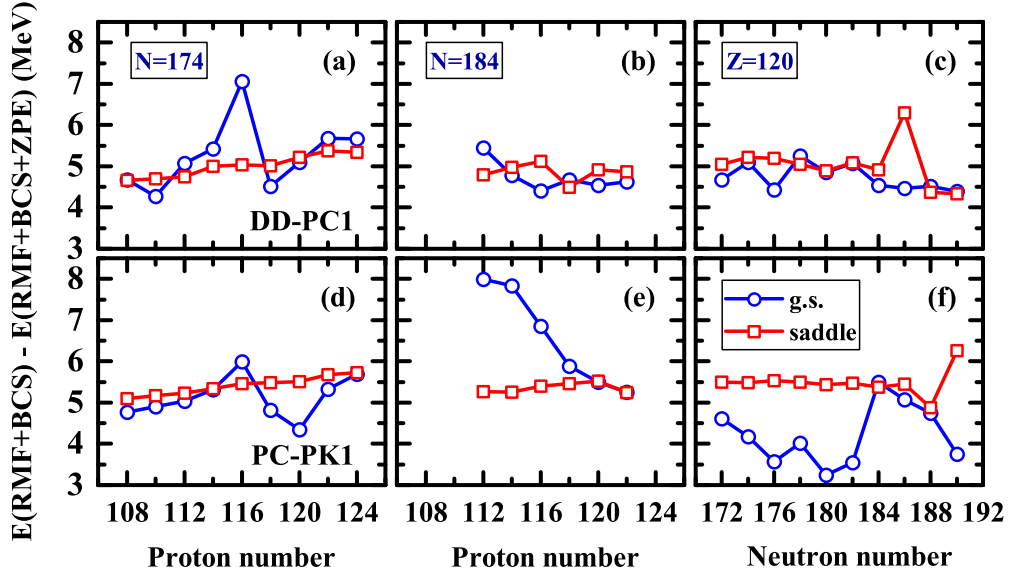 E(RMF+BCS) - E(RMF+BCS+ZPE) (MeV)
8
7
6
5
4
3
N=174
(a)
DD-PC1
N=184
(b)
Z=120
(c)
8
7
6
5
4
3
(d)
PC-PK1
(e)
(f)
g.s.
saddle
108 112 116 120 124
108 112 116 120 124
172 176 180 184 188 192
Proton number
Proton number
Neutron number